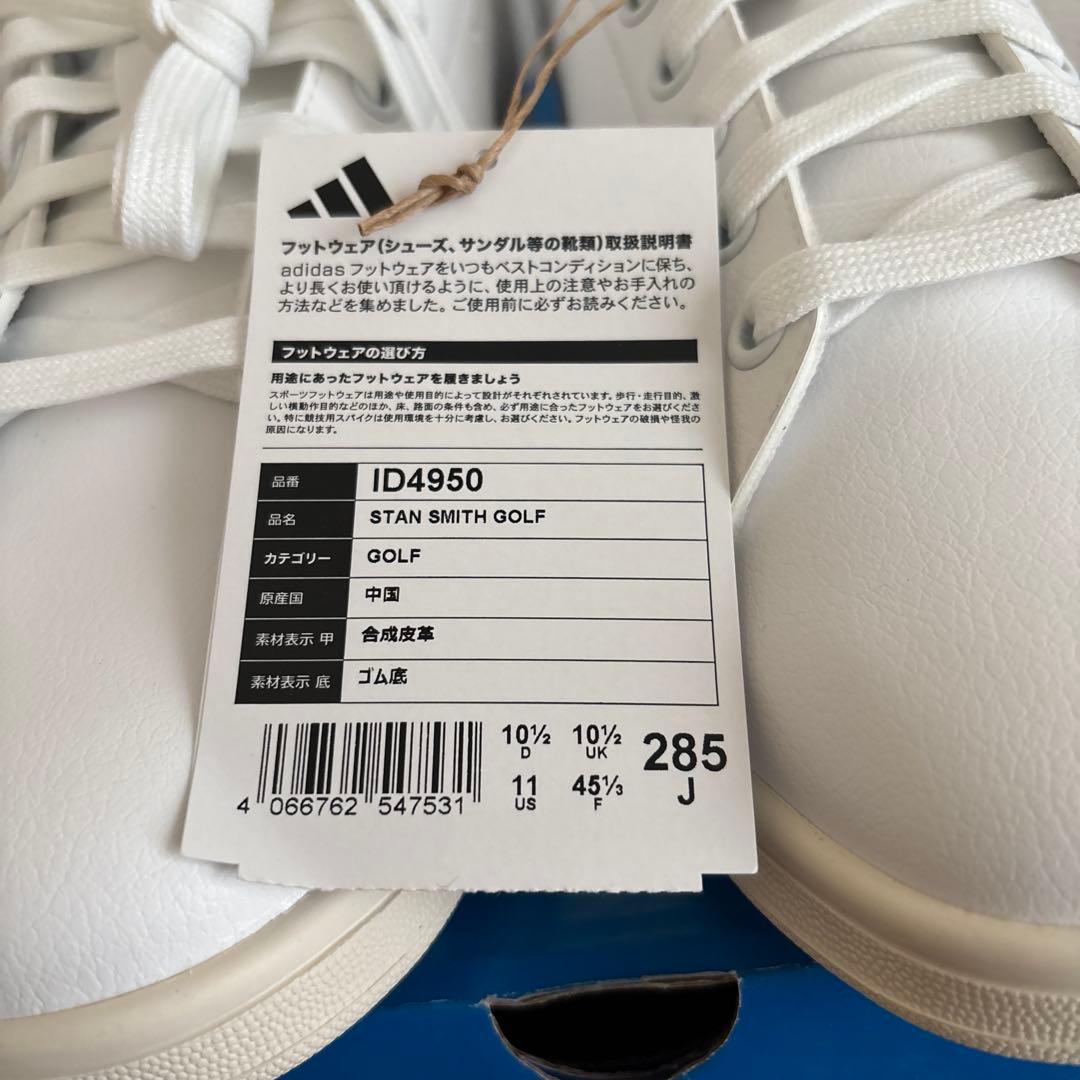 フットウェア(シューズ、サンダル等の靴類)取扱説明書
adidas フットウェアをいつもベストコンディションに保ち、
より長くお使い頂けるように、使用上の注意やお手入れの
方法などを集めました。ご使用前に必ずお読みください。
フットウェアの選び方
用途にあったフットウェアを履きましょう
スポーツフットウェアは用途や使用目的によって設計がそれぞれされています。歩行・走行目的、激
しい横動作目的などのほか、床、路面の条件も含め、必ず用途に合ったフットウェアをお選びくださ
い。特に競技用スパイクは使用環境を十分に考慮し、お選びください。フットウェアの破損や怪我の
原因になります。
品番 ID4950
品名 STAN SMITH GOLF
カテゴリー GOLF
原産国 中国
素材表示 甲 合成皮革
素材表示 底 ゴム底
10½ D 10½ UK 285 J
11 US 45⅓ F
4 066762 547531